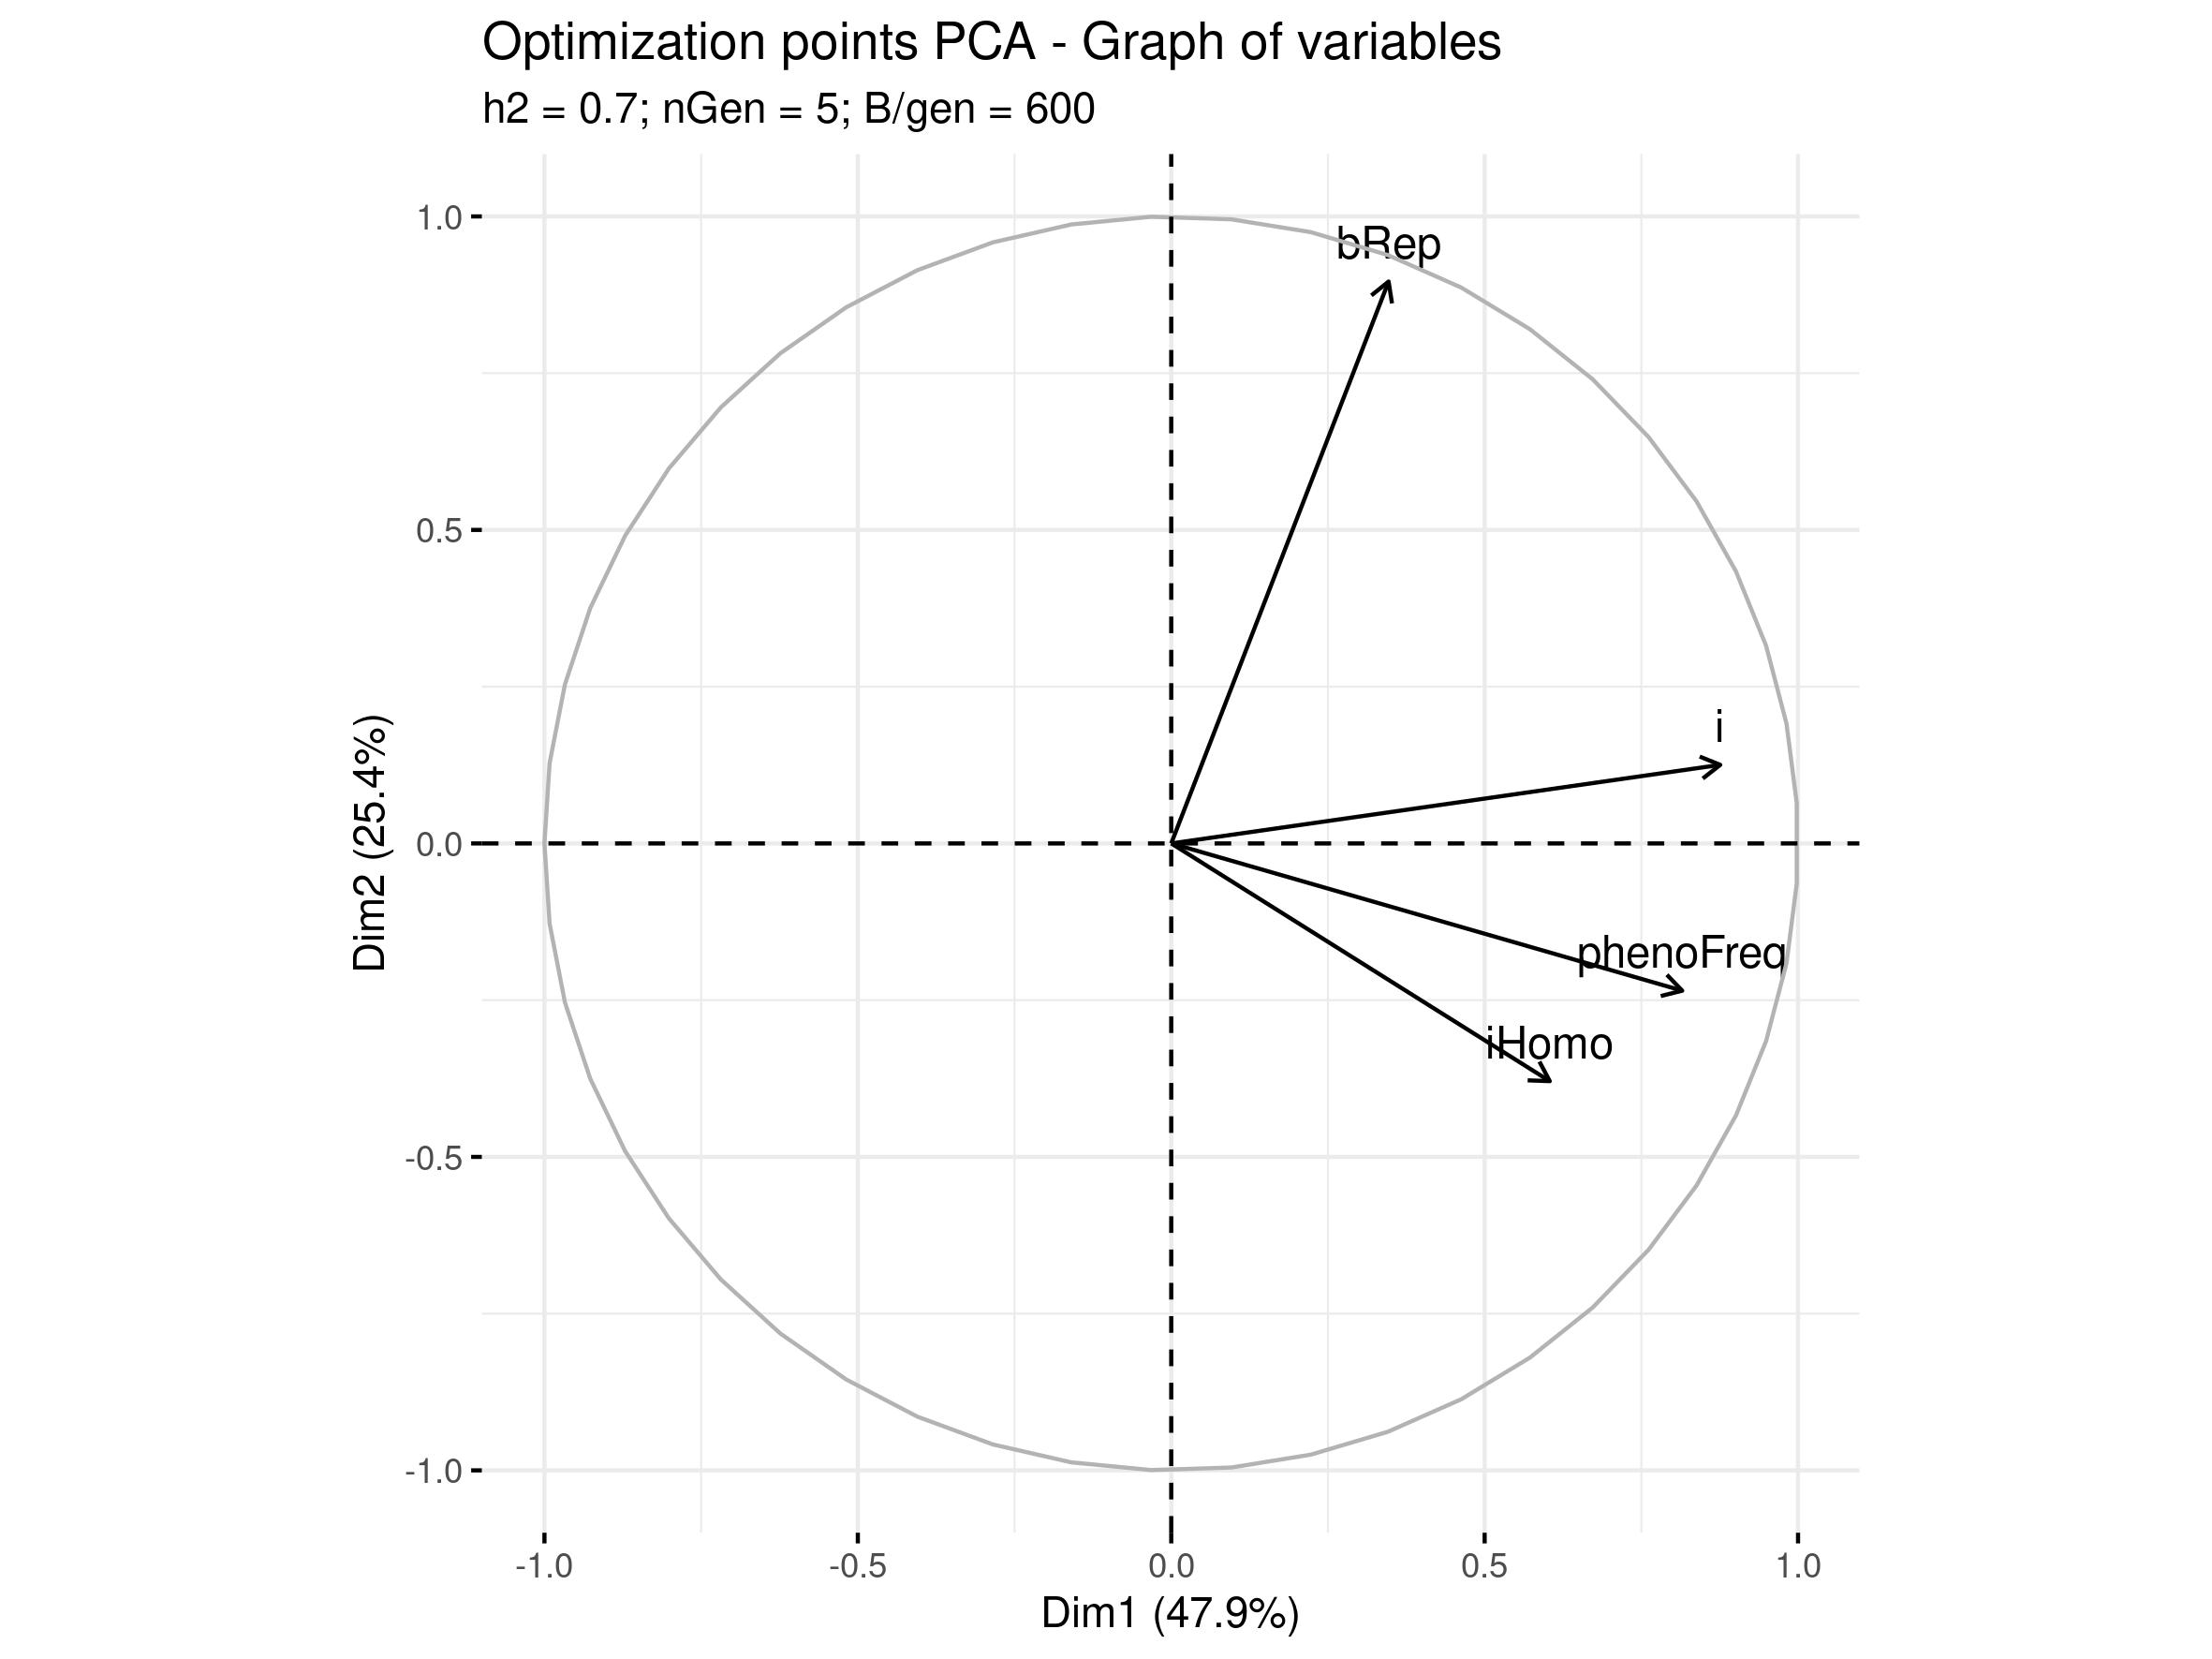 Optimization points PCA - Graph of variables
h2 = 0.7; nGen = 5; B/gen = 600
1.0
0.5
0.0
-0.5
-1.0
Dim2 (25.4%)
bRep
i
phenoFreq
iHomo
-1.0
-0.5
0.0
0.5
1.0
Dim1 (47.9%)